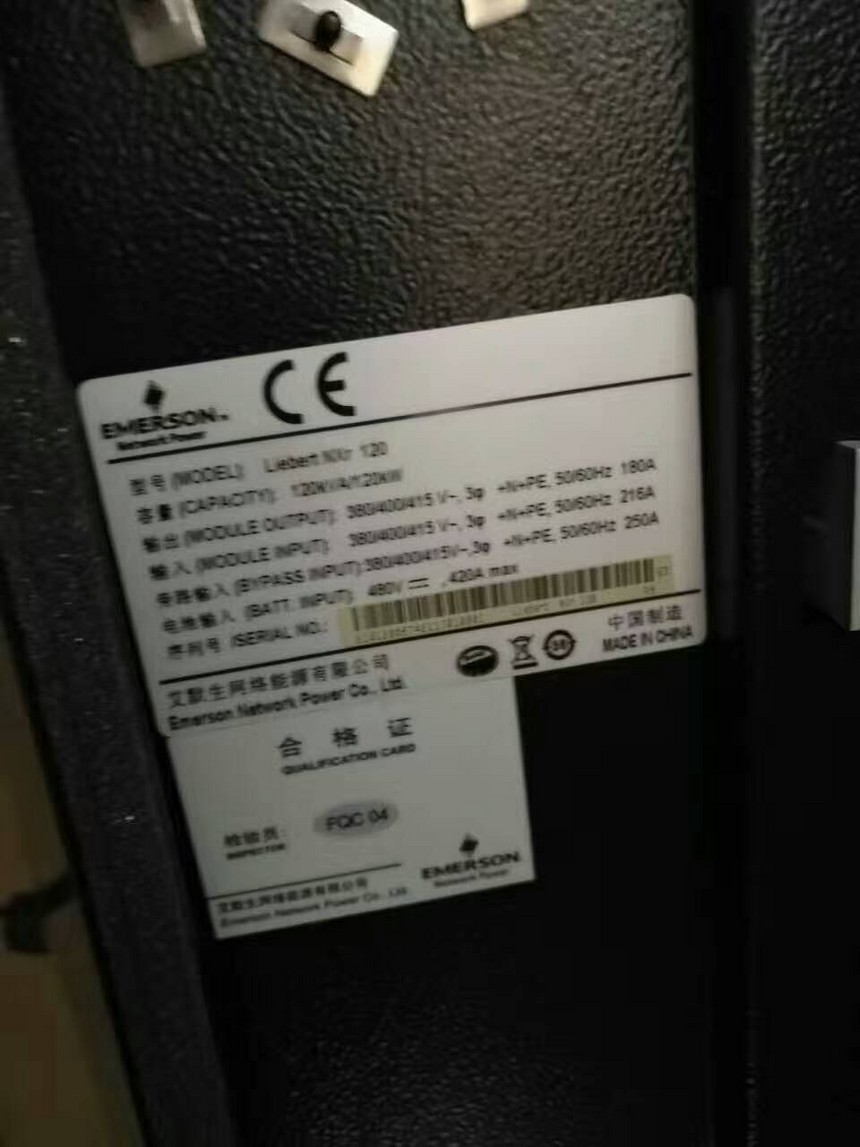 EMERSON™
Network Power
CE
型号 (MODEL): Liebert NXr 120
容量 (CAPACITY): 120kVA/120kW
输出 (MODULE OUTPUT): 380/400/415 V~, 3φ +N+PE, 50/60Hz 180A
输入 (MODULE INPUT): 380/400/415 V~, 3φ +N+PE, 50/60Hz 216A
旁路输入 (BYPASS INPUT): 380/400/415V~, 3φ +N+PE, 50/60Hz 250A
电池输入 (BATT. INPUT): 480V ⎓, 420A max
序列号 (SERIAL NO.:
中国制造
MADE IN CHINA
艾默生网络能源有限公司
Emerson Network Power Co., Ltd.
合格证
QUALIFICATION CARD
检验员:
INSPECTOR
FQC 04
艾默生网络能源有限公司
Emerson Network Power Co., Ltd.
EMERSON
Network Power